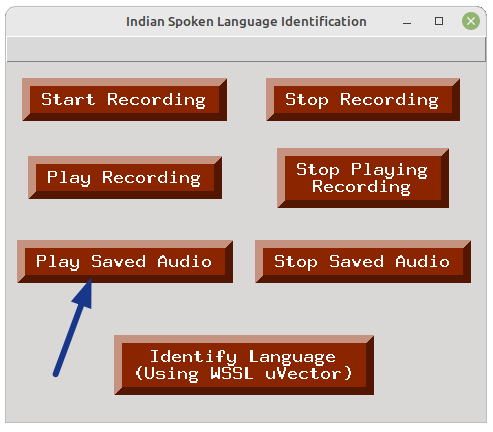 Indian Spoken Language Identification
Start Recording
Stop Recording
Play Recording
Stop Playing
Recording
Play Saved Audio
Stop Saved Audio
Identify Language
(Using WSSL uVector)